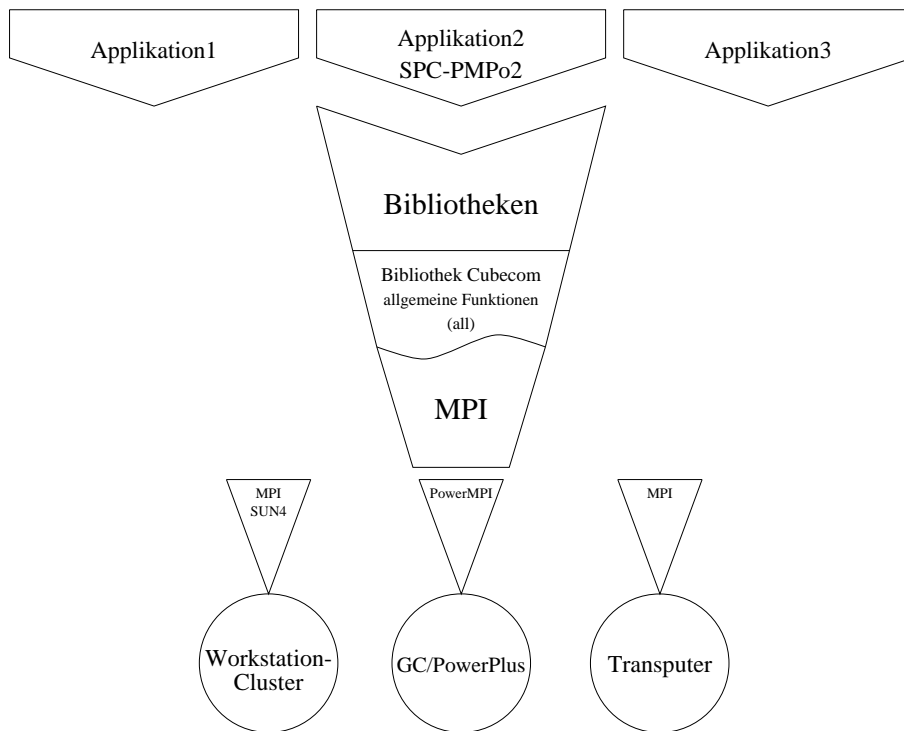 Applikation1
Applikation2
SPC-PMPo2
Applikation3
Bibliotheken
Bibliothek Cubecom
allgemeine Funktionen
(all)
MPI
MPI
SUN4
PowerMPI
MPI
Workstation-
Cluster
GC/PowerPlus
Transputer